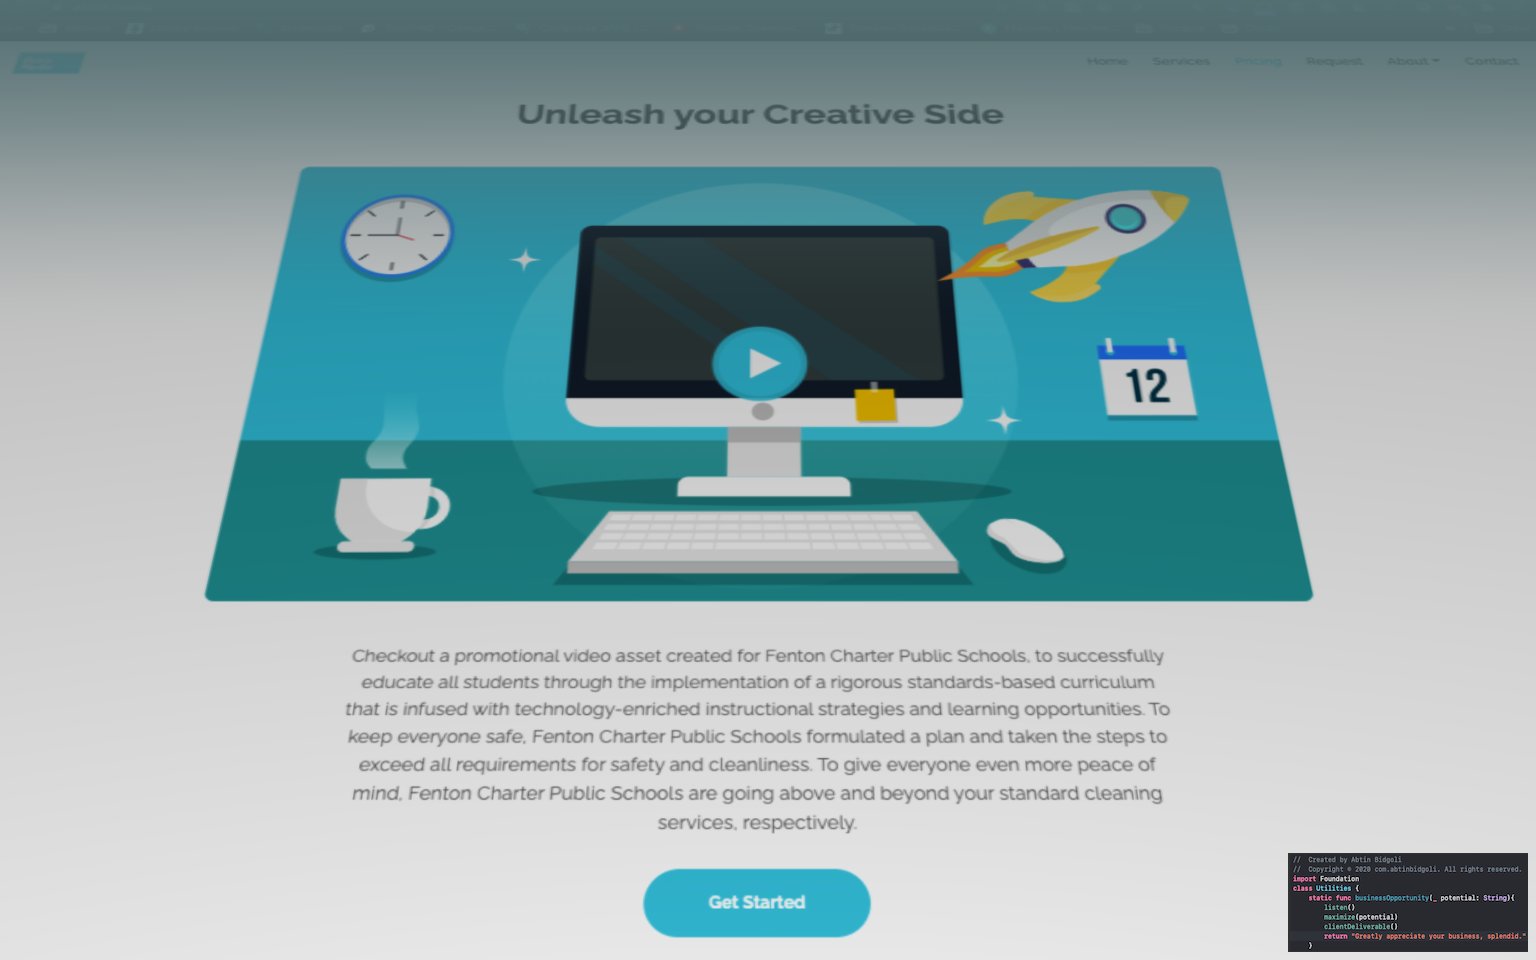 Home Services Pricing Request About Contact
Unleash your Creative Side
12
Checkout a promotional video asset created for Fenton Charter Public Schools, to successfully
educate all students through the implementation of a rigorous standards-based curriculum
that is infused with technology-enriched instructional strategies and learning opportunities. To
keep everyone safe, Fenton Charter Public Schools formulated a plan and taken the steps to
exceed all requirements for safety and cleanliness. To give everyone even more peace of
mind, Fenton Charter Public Schools are going above and beyond your standard cleaning
services, respectively.
Get Started
// Created by Abtin Bidgoli
// Copyright © 2020 com.abtinbidgoli. All rights reserved.
import Foundation
class Utilities {
static func businessOpportunity(_ potential: String){
listen()
maximize(potential)
clientDeliverable()
return "Greatly appreciate your business, splendid."
}